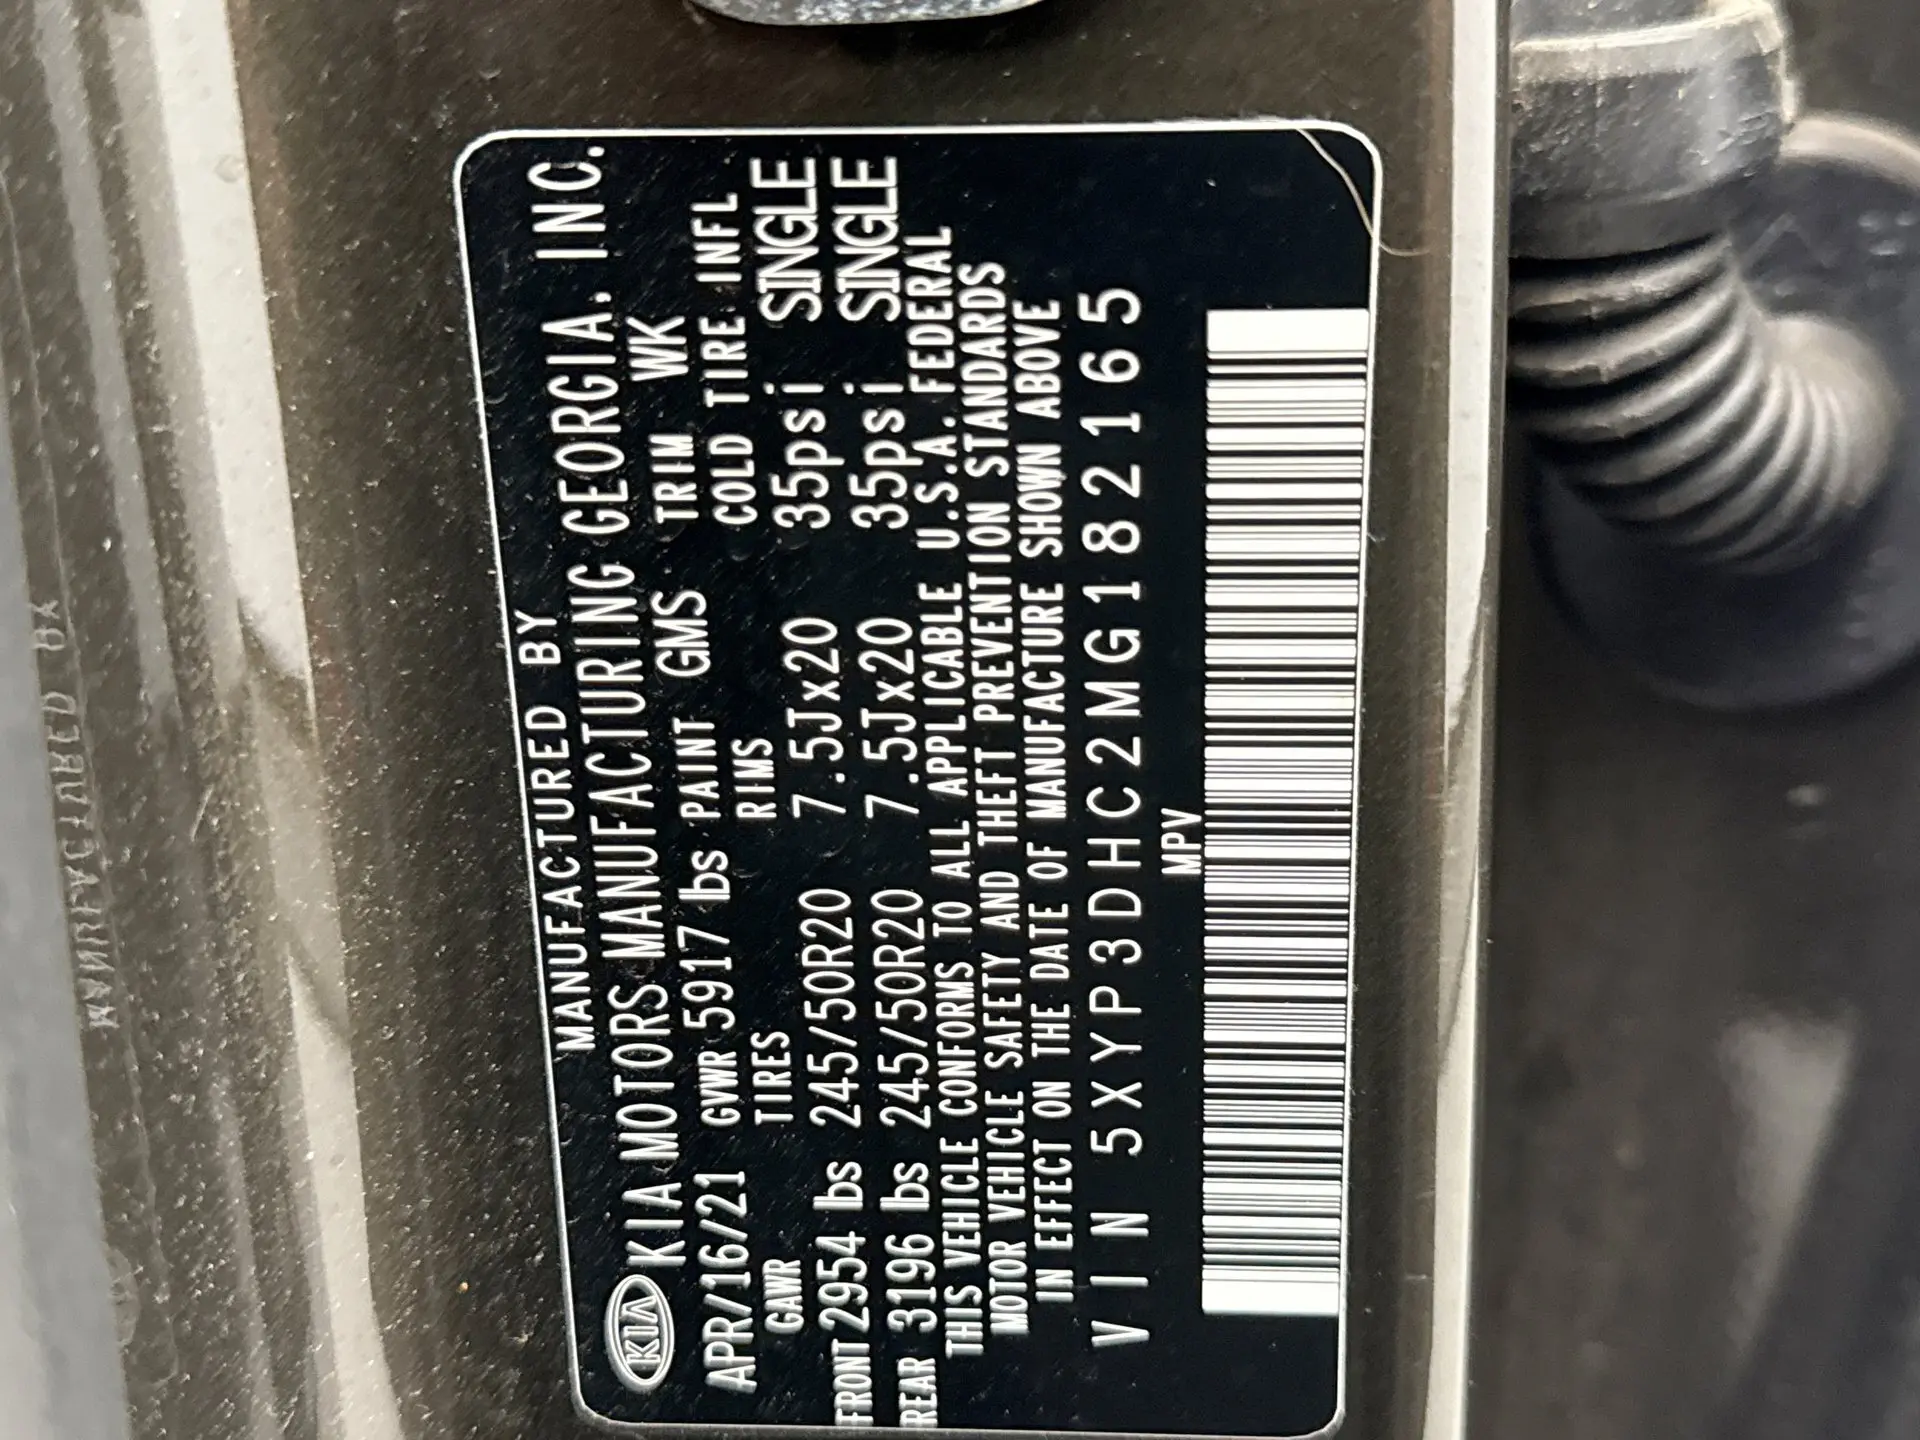 MANUFACTURED BY
KIA KIA MOTORS MANUFACTURING GEORGIA, INC.
APR/16/21 GVWR 5917 lbs PAINT GMS TRIM WK
GAWR TIRES RIMS COLD TIRE INFL
FRONT 2954 lbs 245/50R20 7.5Jx20 35psi SINGLE
REAR 3196 lbs 245/50R20 7.5Jx20 35psi SINGLE
THIS VEHICLE CONFORMS TO ALL APPLICABLE U.S.A. FEDERAL
MOTOR VEHICLE SAFETY AND THEFT PREVENTION STANDARDS
IN EFFECT ON THE DATE OF MANUFACTURE SHOWN ABOVE
VIN 5XYP3DHC2MG182165
MPV